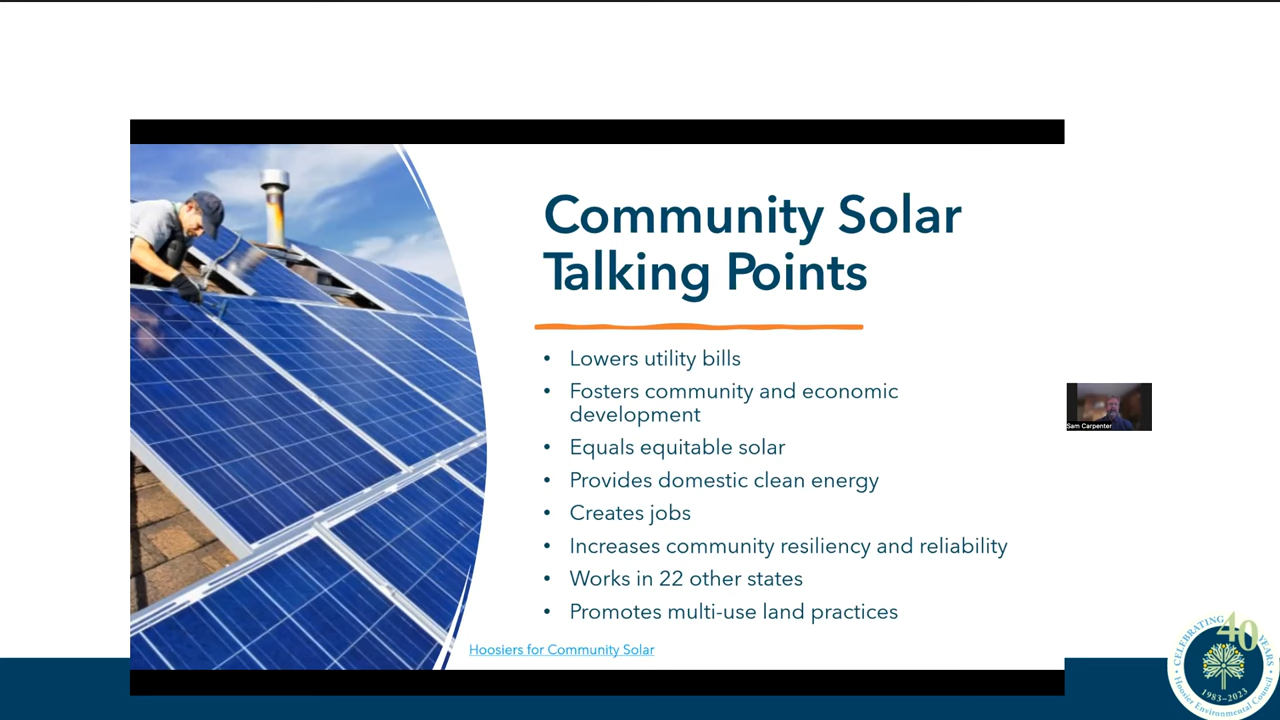 Community Solar
Talking Points
• Lowers utility bills
• Fosters community and economic
development
• Equals equitable solar
• Provides domestic clean energy
• Creates jobs
• Increases community resiliency and reliability
• Works in 22 other states
• Promotes multi-use land practices
Hoosiers for Community Solar
Sam Carpenter
CELEBRATING 40 YEARS
1983–2023
Hoosier Environmental Council